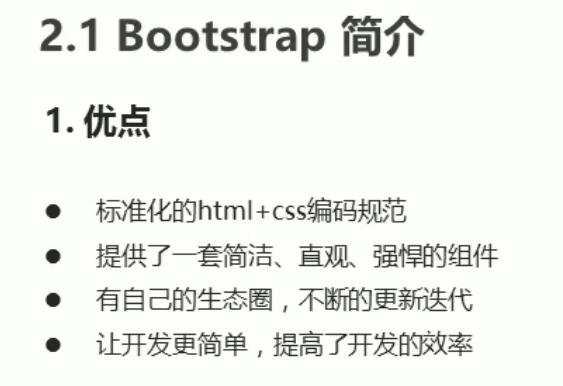 2.1 Bootstrap 简介
1. 优点
● 标准化的html+css编码规范
● 提供了一套简洁、直观、强悍的组件
● 有自己的生态圈，不断的更新迭代
● 让开发更简单，提高了开发的效率